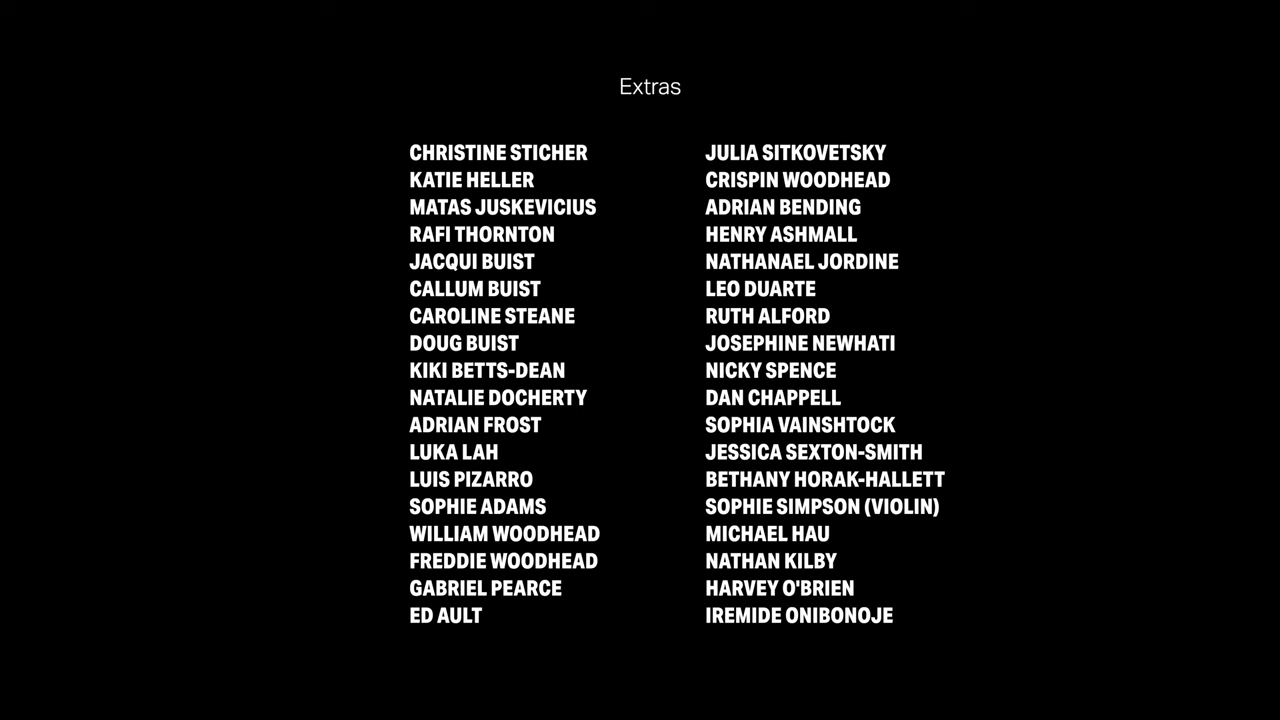 Extras
CHRISTINE STICHER
KATIE HELLER
MATAS JUSKEVICIUS
RAFI THORNTON
JACQUI BUIST
CALLUM BUIST
CAROLINE STEANE
DOUG BUIST
KIKI BETTS-DEAN
NATALIE DOCHERTY
ADRIAN FROST
LUKA LAH
LUIS PIZARRO
SOPHIE ADAMS
WILLIAM WOODHEAD
FREDDIE WOODHEAD
GABRIEL PEARCE
ED AULT
JULIA SITKOVETSKY
CRISPIN WOODHEAD
ADRIAN BENDING
HENRY ASHMALL
NATHANAEL JORDINE
LEO DUARTE
RUTH ALFORD
JOSEPHINE NEWHATI
NICKY SPENCE
DAN CHAPPELL
SOPHIA VAINSHTOCK
JESSICA SEXTON-SMITH
BETHANY HORAK-HALLETT
SOPHIE SIMPSON (VIOLIN)
MICHAEL HAU
NATHAN KILBY
HARVEY O'BRIEN
IREMIDE ONIBONOJE